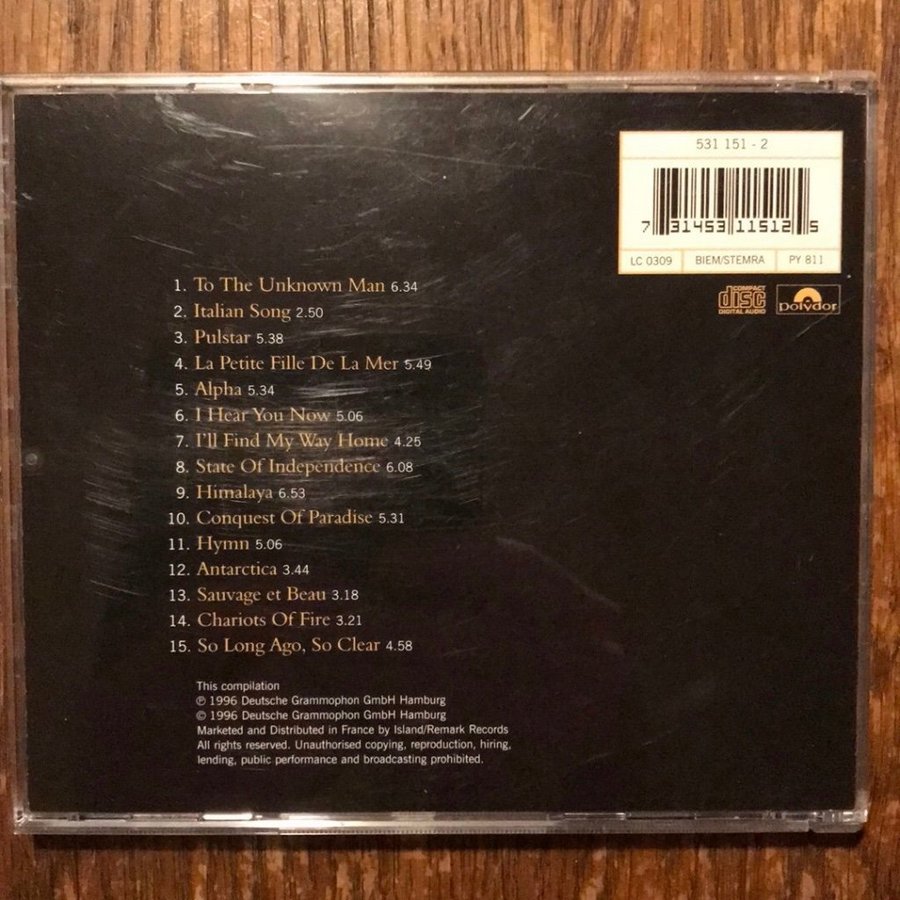 531 151 - 2
7 31453 11512 5
LC 0309 BIEM/STEMRA PY 811
COMPACT
disc
DIGITAL AUDIO
Polydor
1. To The Unknown Man 6.34
2. Italian Song 2.50
3. Pulstar 5.38
4. La Petite Fille De La Mer 5.49
5. Alpha 5.34
6. I Hear You Now 5.06
7. I'll Find My Way Home 4.25
8. State Of Independence 6.08
9. Himalaya 6.53
10. Conquest Of Paradise 5.31
11. Hymn 5.06
12. Antarctica 3.44
13. Sauvage et Beau 3.18
14. Chariots Of Fire 3.21
15. So Long Ago, So Clear 4.58
This compilation
℗ 1996 Deutsche Grammophon GmbH Hamburg
© 1996 Deutsche Grammophon GmbH Hamburg
Marketed and Distributed in France by Island/Remark Records
All rights reserved. Unauthorised copying, reproduction, hiring,
lending, public performance and broadcasting prohibited.